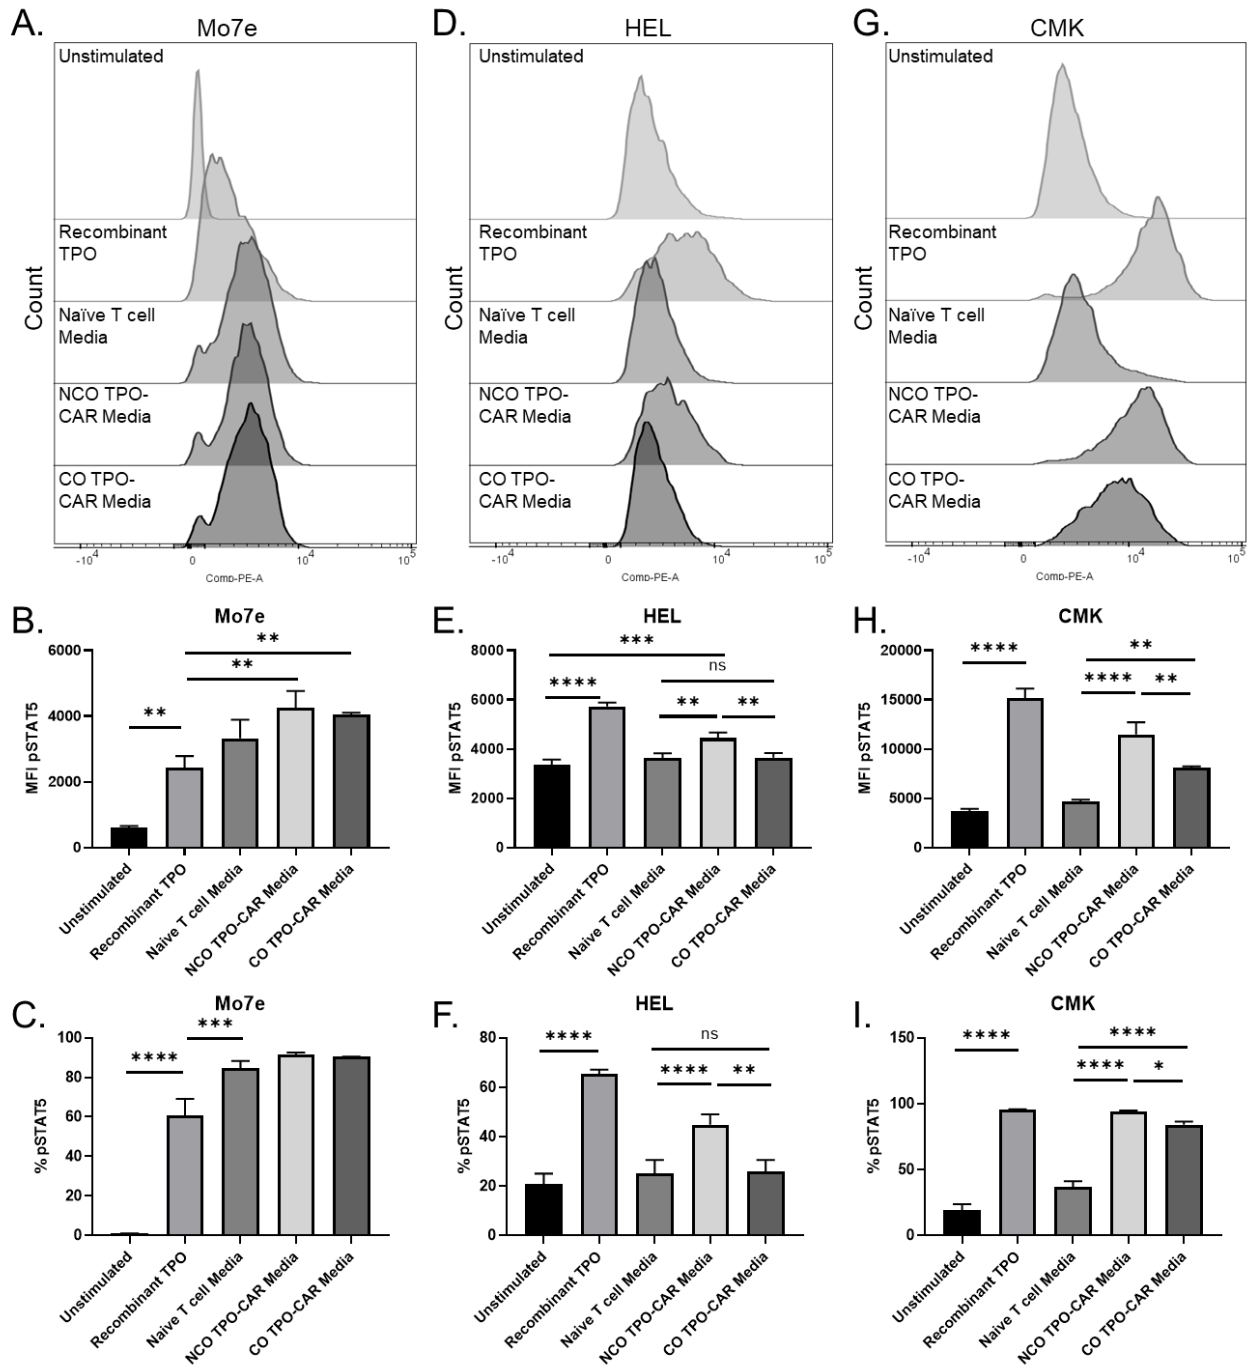 A.
Mo7e
Unstimulated
Recombinant
TPO
Naïve T cell
Media
NCO TPO-
CAR Media
CO TPO-
CAR Media
Count
-10^4
0
10^4
10^5
Comp-PE-A
D.
HEL
Unstimulated
Recombinant
TPO
Naïve T cell
Media
NCO TPO-
CAR Media
CO TPO-
CAR Media
Count
-10^4
0
10^4
10^5
Comp-PE-A
G.
CMK
Unstimulated
Recombinant
TPO
Naïve T cell
Media
NCO TPO-
CAR Media
CO TPO-
CAR Media
Count
-10^4
0
10^4
10^5
Comp-PE-A
B.
Mo7e
MFI pSTAT5
6000
4000
2000
0
**
**
**
Unstimulated
Recombinant TPO
Naive T cell Media
NCO TPO-CAR Media
CO TPO-CAR Media
E.
HEL
MFI pSTAT5
8000
6000
4000
2000
0
***
ns
****
**
**
Unstimulated
Recombinant TPO
Naive T cell Media
NCO TPO-CAR Media
CO TPO-CAR Media
H.
CMK
MFI pSTAT5
20000
15000
10000
5000
0
****
**
****
**
Unstimulated
Recombinant TPO
Naive T cell Media
NCO TPO-CAR Media
CO TPO-CAR Media
C.
Mo7e
% pSTAT5
100
80
60
40
20
0
***
****
Unstimulated
Recombinant TPO
Naive T cell Media
NCO TPO-CAR Media
CO TPO-CAR Media
F.
HEL
% pSTAT5
80
60
40
20
0
****
ns
****
**
Unstimulated
Recombinant TPO
Naive T cell Media
NCO TPO-CAR Media
CO TPO-CAR Media
I.
CMK
% pSTAT5
150
100
50
0
****
****
****
*
Unstimulated
Recombinant TPO
Naive T cell Media
NCO TPO-CAR Media
CO TPO-CAR Media